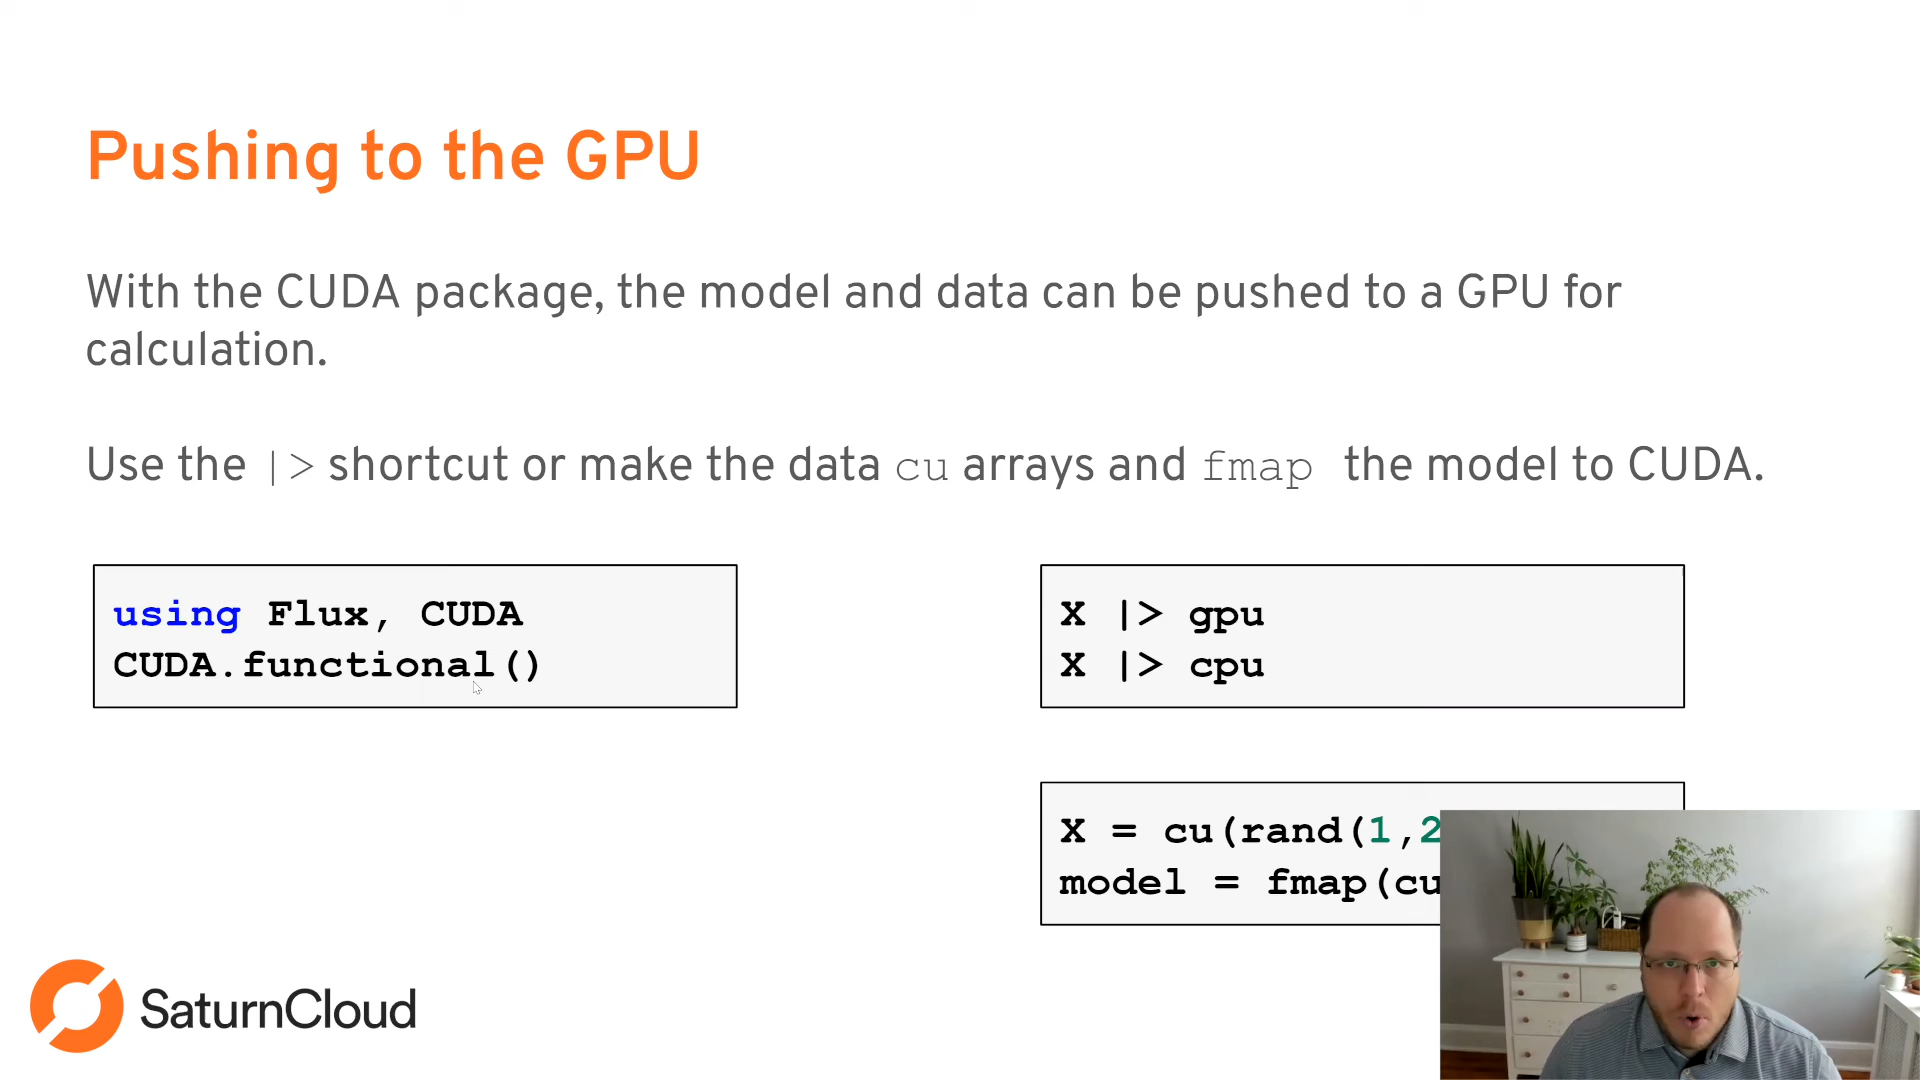 Pushing to the GPU
With the CUDA package, the model and data can be pushed to a GPU for
calculation.
Use the |> shortcut or make the data cu arrays and fmap the model to CUDA.
using Flux, CUDA
CUDA.functional()
X |> gpu
X |> cpu
X = cu(rand(1,2
model = fmap(cu
SaturnCloud